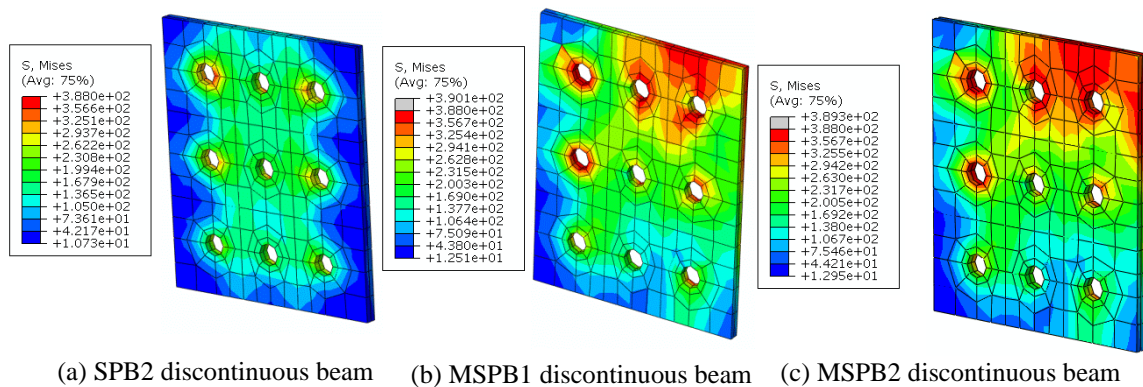 S, Mises
(Avg: 75%)
+3.880e+02
+3.566e+02
+3.251e+02
+2.937e+02
+2.622e+02
+2.308e+02
+1.994e+02
+1.679e+02
+1.365e+02
+1.050e+02
+7.361e+01
+4.217e+01
+1.073e+01
S, Mises
(Avg: 75%)
+3.901e+02
+3.880e+02
+3.567e+02
+3.254e+02
+2.941e+02
+2.628e+02
+2.315e+02
+2.003e+02
+1.690e+02
+1.377e+02
+1.064e+02
+7.509e+01
+4.380e+01
+1.251e+01
S, Mises
(Avg: 75%)
+3.893e+02
+3.880e+02
+3.567e+02
+3.255e+02
+2.942e+02
+2.630e+02
+2.317e+02
+2.005e+02
+1.692e+02
+1.380e+02
+1.067e+02
+7.546e+01
+4.421e+01
+1.295e+01
(a) SPB2 discontinuous beam
(b) MSPB1 discontinuous beam
(c) MSPB2 discontinuous beam